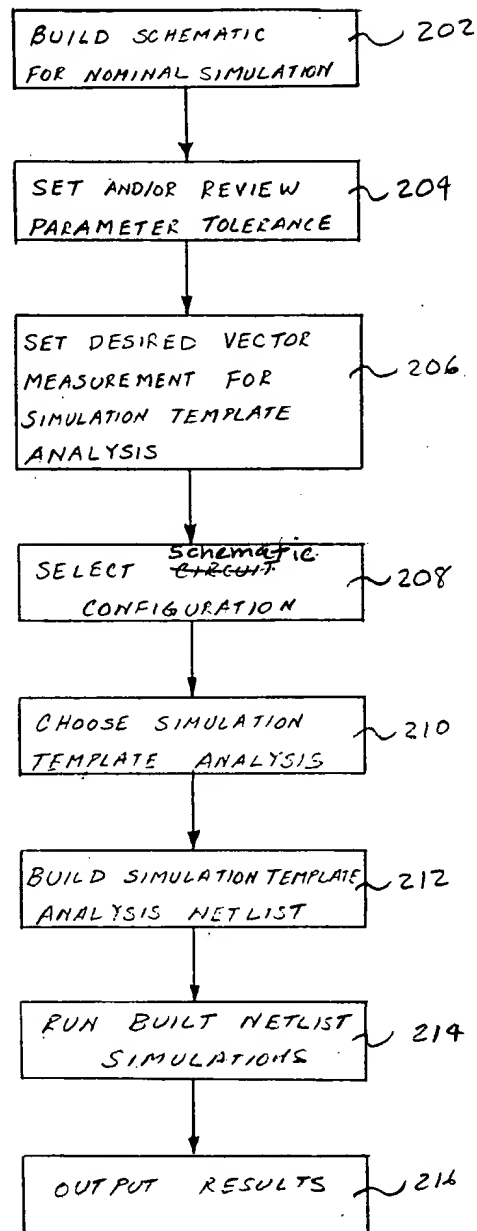 BUILD SCHEMATIC
FOR NOMINAL SIMULATION
202
SET AND/OR REVIEW
PARAMETER TOLERANCE
204
SET DESIRED VECTOR
MEASUREMENT FOR
SIMULATION TEMPLATE
ANALYSIS
206
schematic
SELECT CIRCUIT
CONFIGURATION
208
CHOOSE SIMULATION
TEMPLATE ANALYSIS
210
BUILD SIMULATION TEMPLATE
ANALYSIS NETLIST
212
RUN BUILT NETLIST
SIMULATIONS
214
OUTPUT RESULTS
216